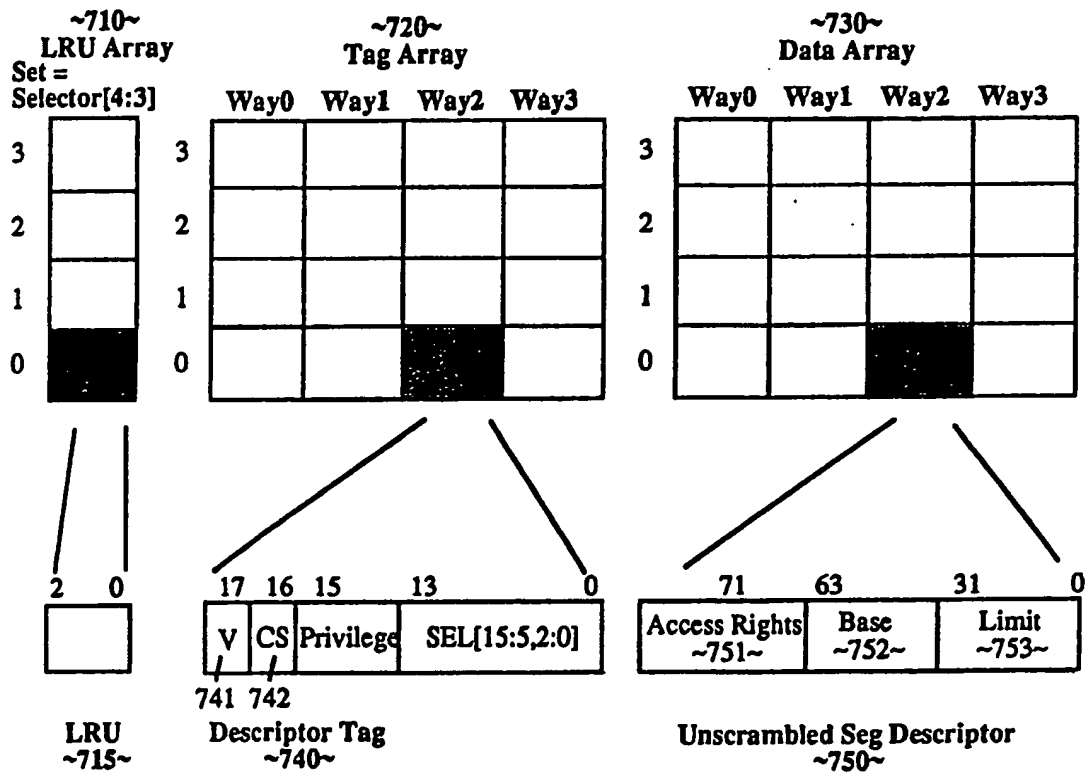 ~710~
LRU Array
Set =
Selector[4:3]
~720~
Tag Array
~730~
Data Array
Way0 Way1 Way2 Way3
Way0 Way1 Way2 Way3
3 3 3
2 2 2
1 1 1
0 0 0
2 0
17 16 15 13 0
71 63 31 0
V CS Privilege SEL[15:5,2:0]
Access Rights Base Limit
~751~ ~752~ ~753~
741 742
LRU
~715~
Descriptor Tag
~740~
Unscrambled Seg Descriptor
~750~